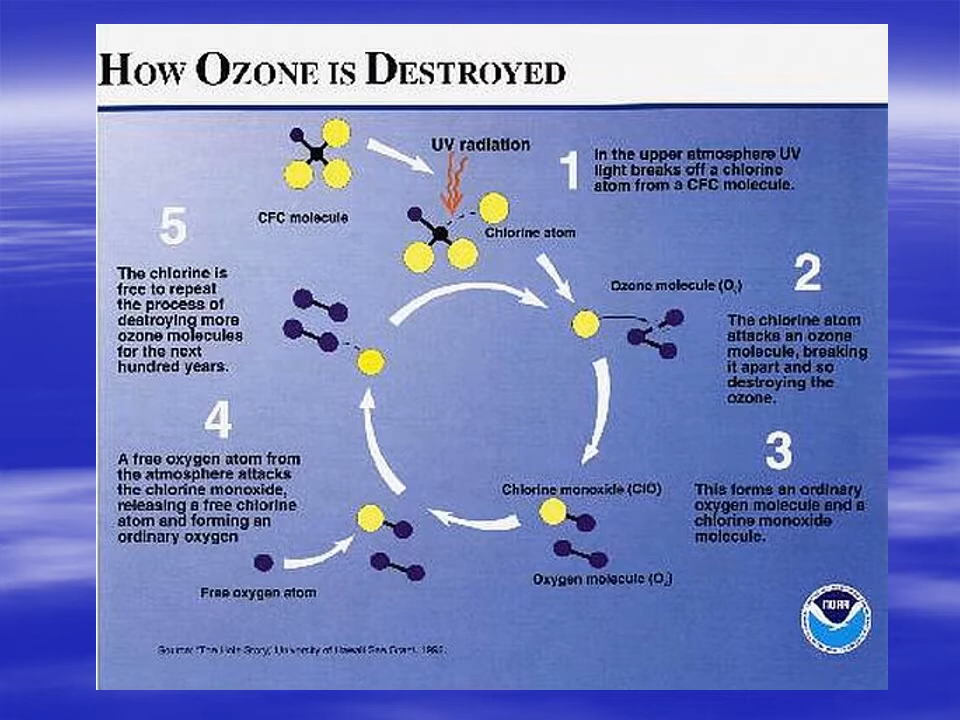 HOW OZONE IS DESTROYED
UV radiation
1
In the upper atmosphere UV
light breaks off a chlorine
atom from a CFC molecule.
CFC molecule
Chlorine atom
5
The chlorine is
free to repeat
the process of
destroying more
ozone molecules
for the next
hundred years.
Ozone molecule (O₃)
2
The chlorine atom
attacks an ozone
molecule, breaking
it apart and so
destroying the
ozone.
4
A free oxygen atom from
the atmosphere attacks
the chlorine monoxide,
releasing a free chlorine
atom and forming an
ordinary oxygen
3
Chlorine monoxide (ClO)
This forms an ordinary
oxygen molecule and a
chlorine monoxide
molecule.
Oxygen molecule (O₂)
Free oxygen atom
NOAA
Source: "The Hole Story," University of Hawaii Sea Grant,